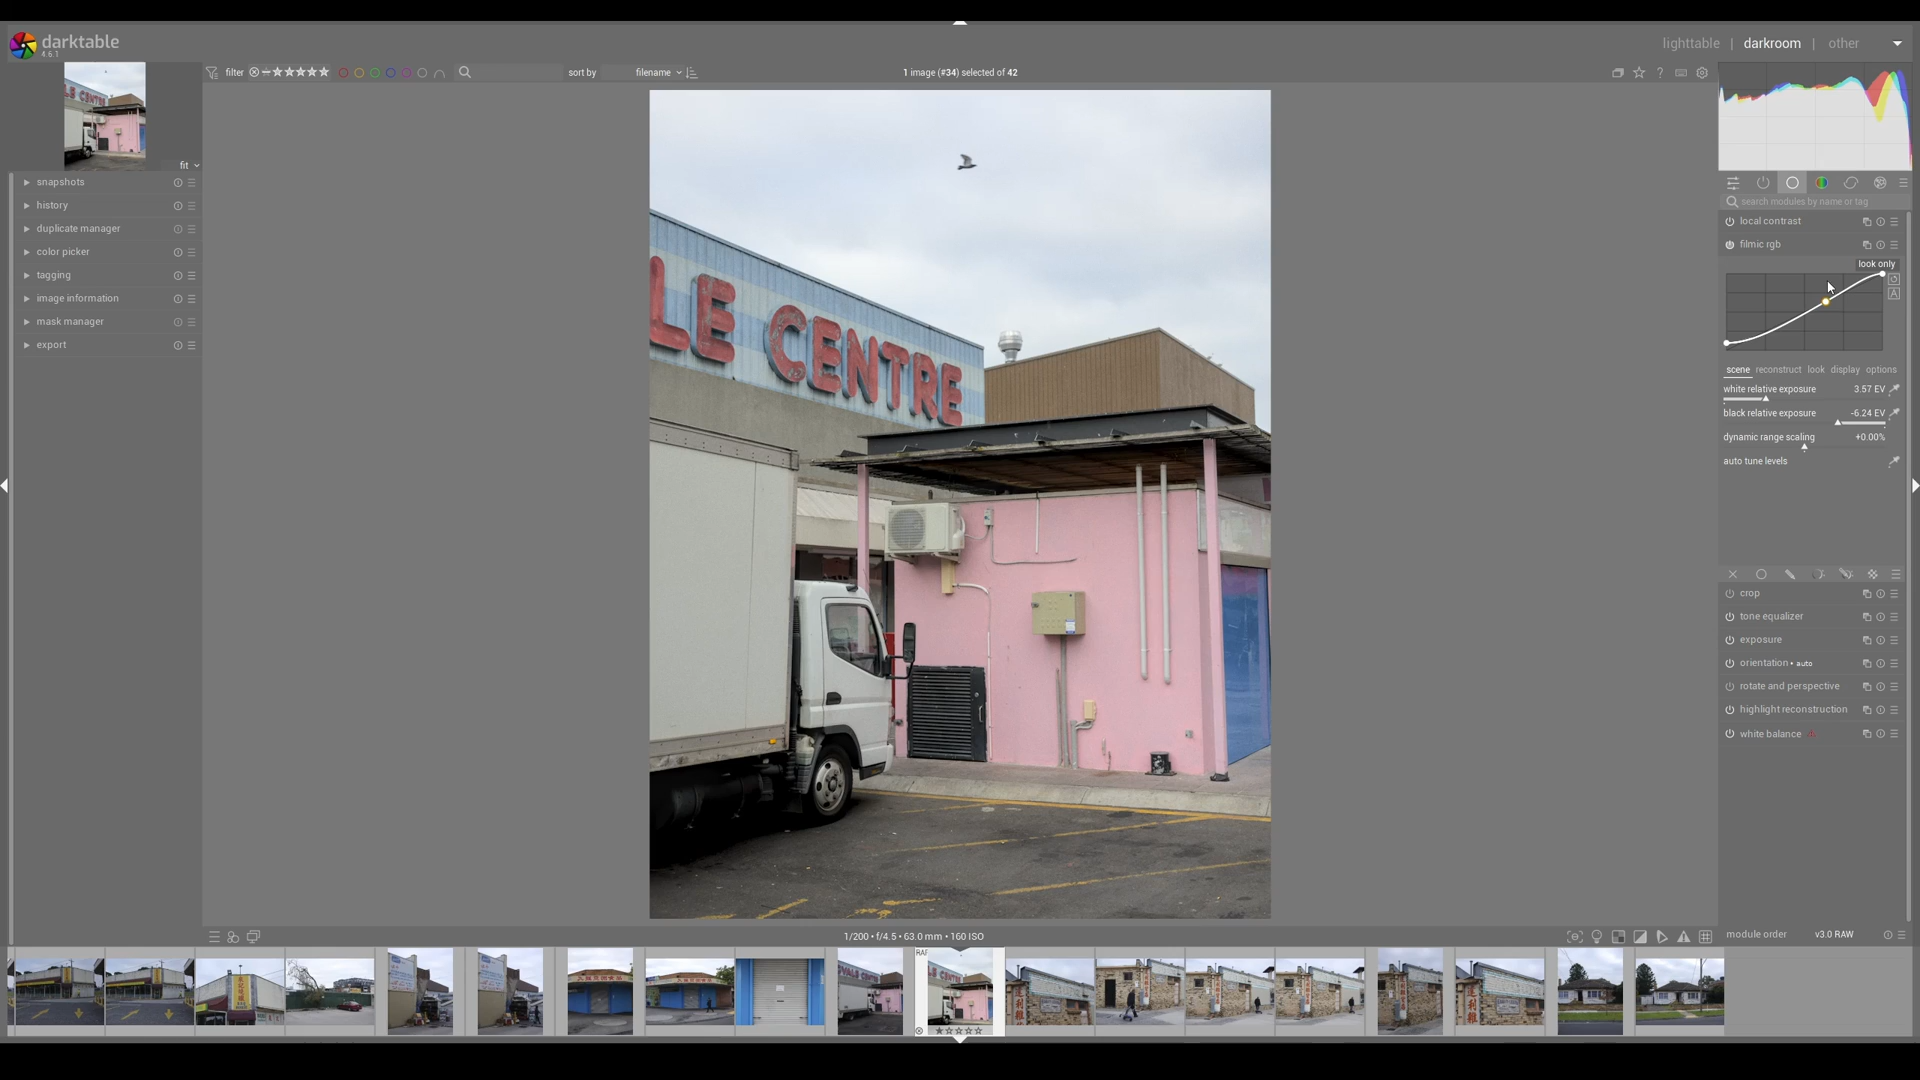 darktable
4.6.1
lighttable | darkroom | other
filter
sort by filename
1 image (#34) selected of 42
fit
snapshots
history
duplicate manager
color picker
tagging
image information
mask manager
export
LE CENTRE
search modules by name or tag
local contrast
filmic rgb
look only
scene reconstruct look display options
white relative exposure 3.57 EV
black relative exposure -6.24 EV
dynamic range scaling +0.00%
auto tune levels
crop
tone equalizer
exposure
orientation • auto
rotate and perspective
highlight reconstruction
white balance
module order v3.0 RAW
1/200 • f/4.5 • 63.0 mm • 160 ISO
RAF